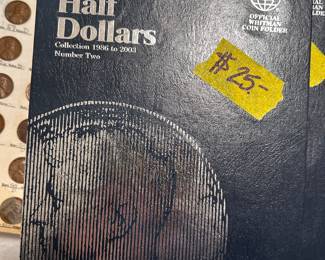 Half
Dollars
Collection 1986 to 2003
Number Two
OFFICIAL
WHITMAN
COIN FOLDER
$25.-